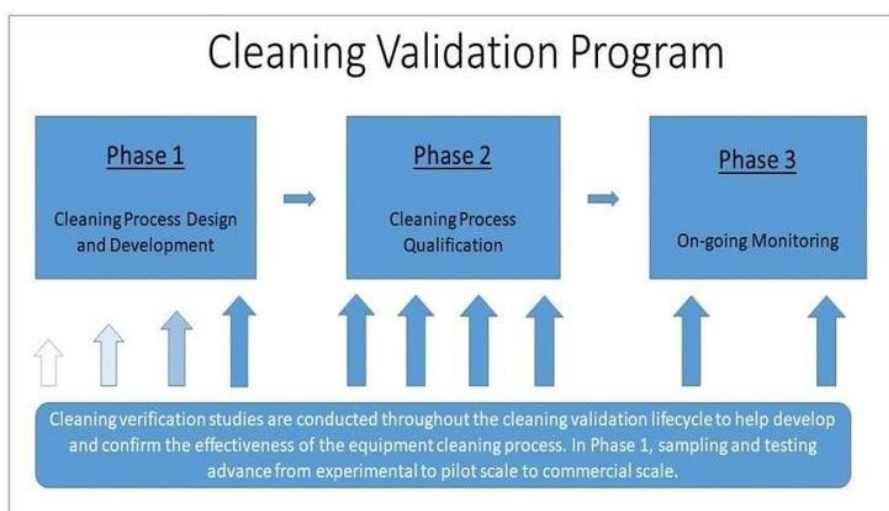 Cleaning Validation Program
Phase 1
Cleaning Process Design
and Development
Phase 2
Cleaning Process
Qualification
Phase 3
On-going Monitoring
Cleaning verification studies are conducted throughout the cleaning validation lifecycle to help develop
and confirm the effectiveness of the equipment cleaning process. In Phase 1, sampling and testing
advance from experimental to pilot scale to commercial scale.